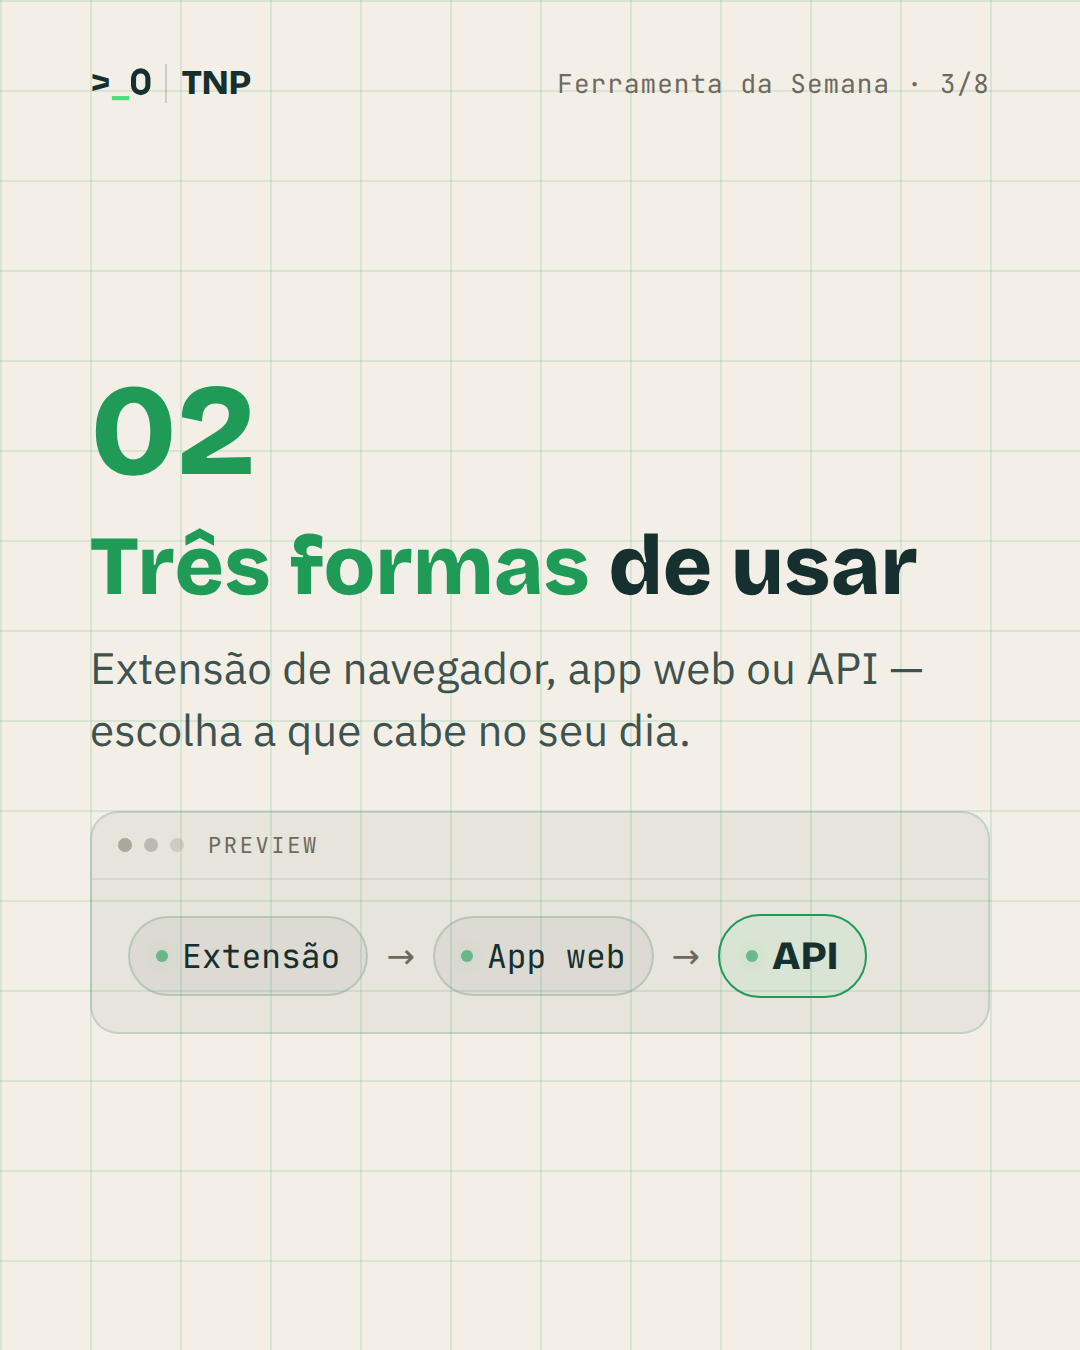 >_0 TNP
Ferramenta da Semana · 3/8
02
Três formas de usar
Extensão de navegador, app web ou API —
escolha a que cabe no seu dia.
PREVIEW
Extensão → App web → API